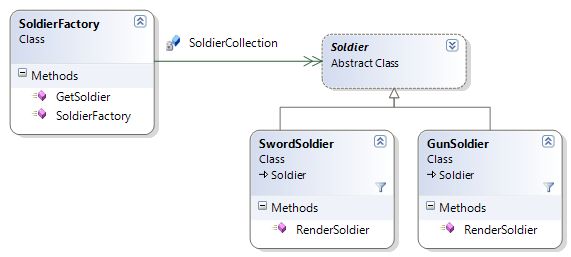 SoldierFactory
Class
Methods
GetSoldier
SoldierFactory
SoldierCollection
Soldier
Abstract Class
SwordSoldier
Class
Soldier
Methods
RenderSoldier
GunSoldier
Class
Soldier
Methods
RenderSoldier